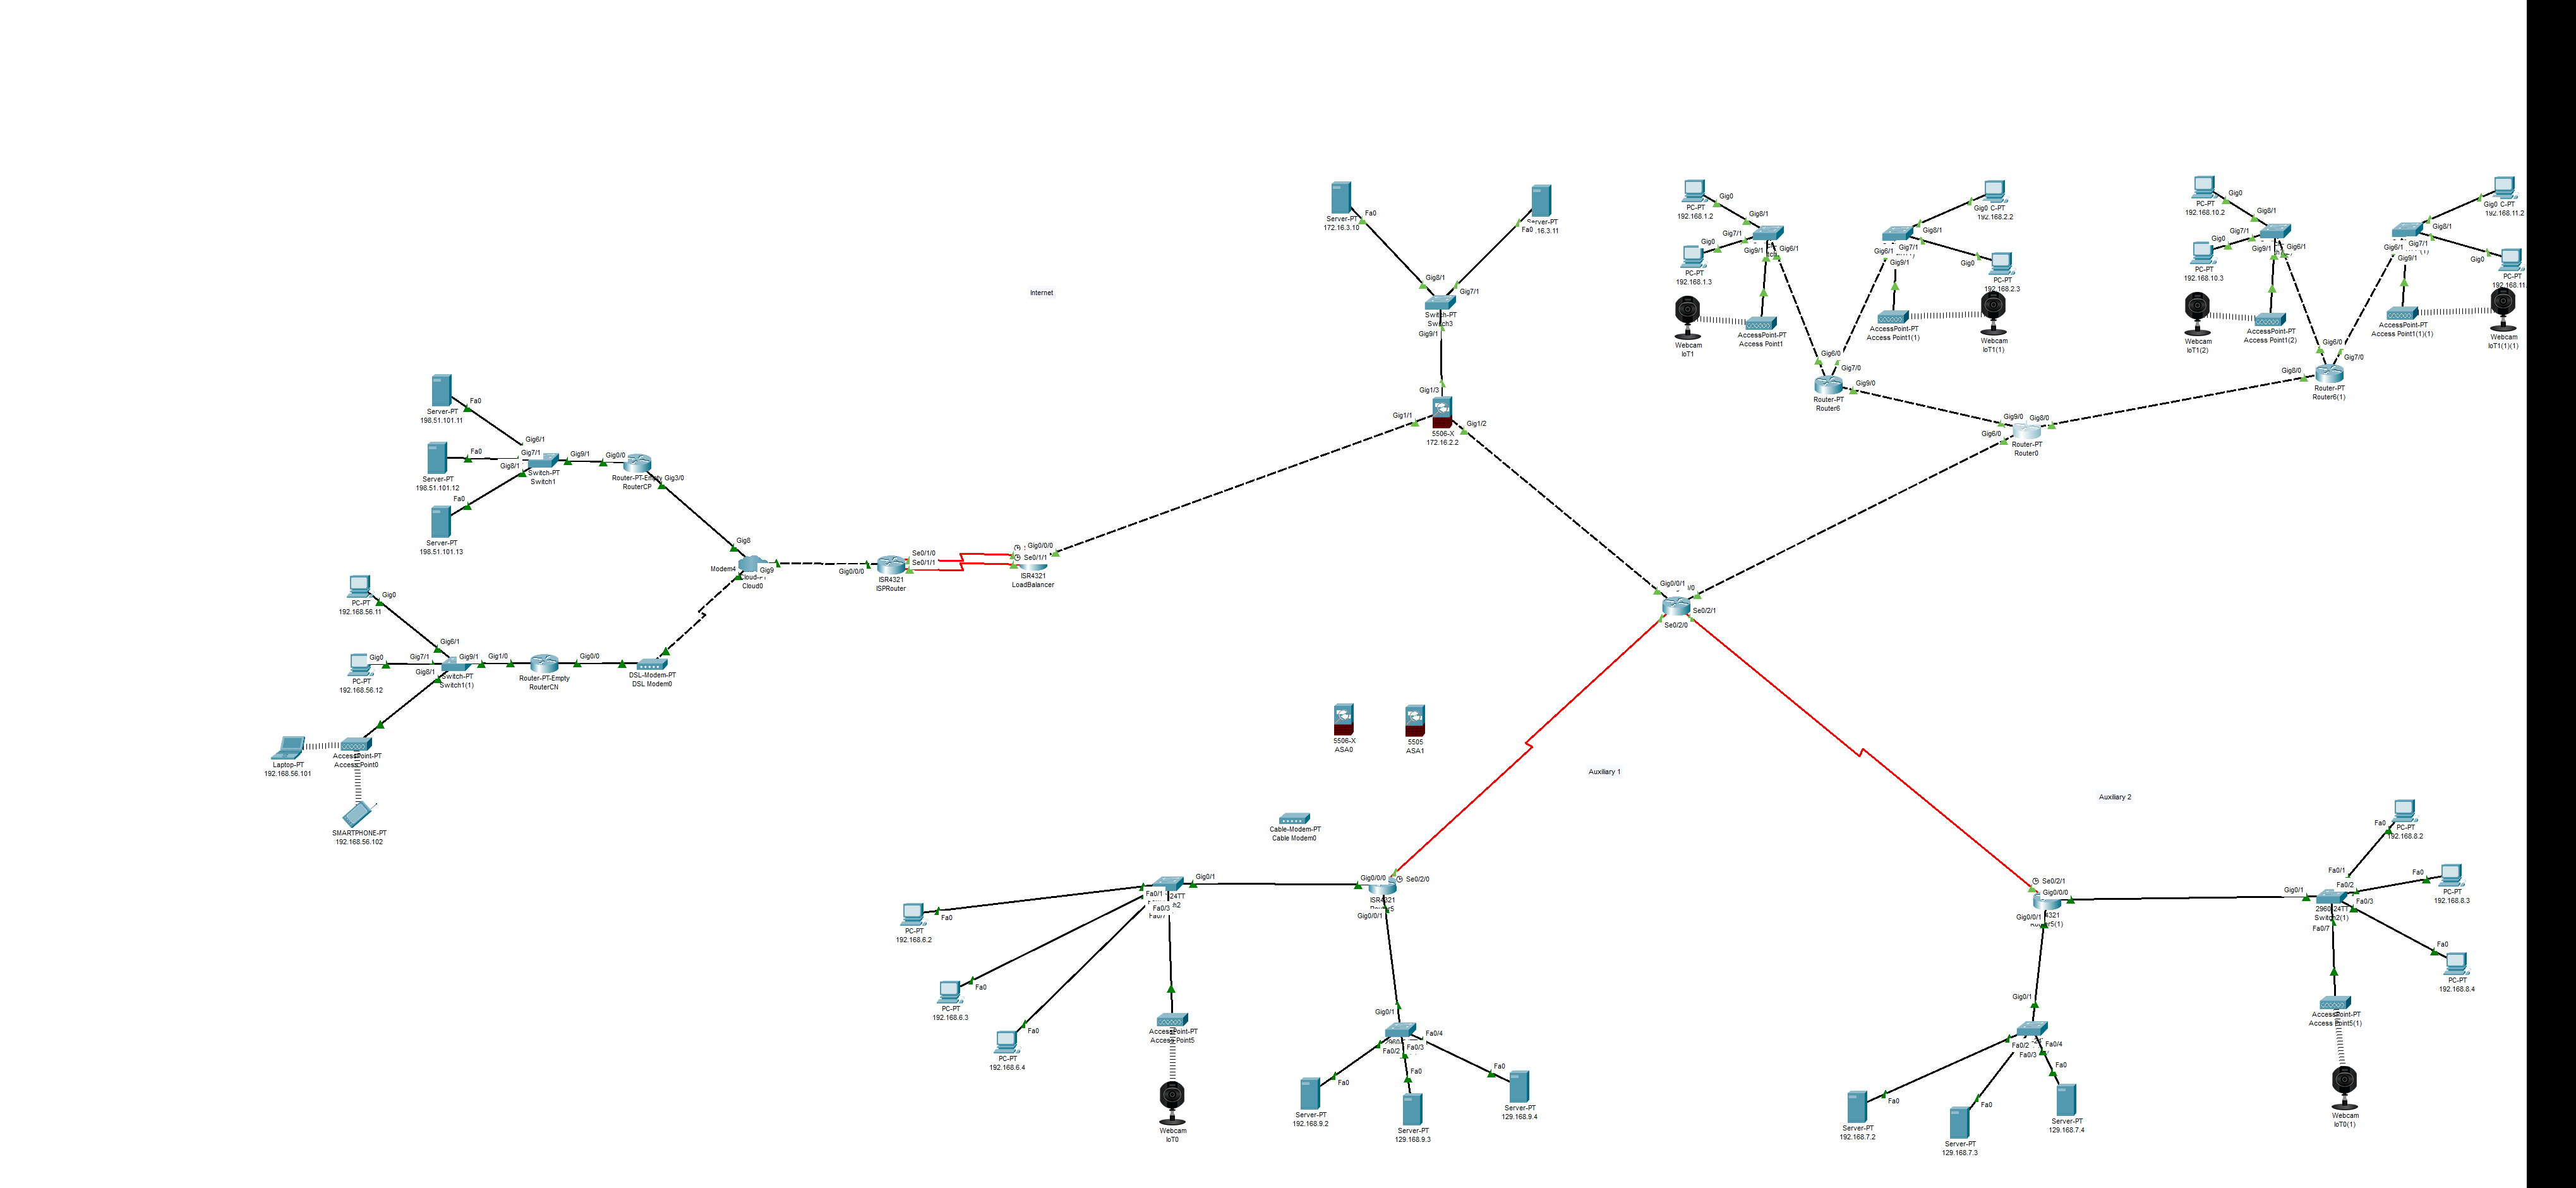 Internet
Server-PT
172.16.3.10
Fa0
Fa0
Gig8/1
Gig7/1
Switch-PT
Switch3
Gig9/1
Gig1/3
Gig1/1
Gig1/2
5506-X
172.16.2.2
PC-PT
192.168.1.2
Gig0
Gig8/1
PC-PT
192.168.1.3
Gig0
Gig7/1
Gig9/1
Gig6/1
Webcam
IoT1
AccessPoint-PT
Access Point1
192.168.2.2
Gig0
Gig8/1
Gig7/1
Gig6/1
Gig9/1
Gig0
PC-PT
192.168.2.3
AccessPoint-PT
Access Point1(1)
Webcam
IoT1(1)
Gig6/0
Gig7/0
Gig9/0
Router-PT
Router6
PC-PT
192.168.10.2
Gig0
Gig8/1
PC-PT
192.168.10.3
Gig0
Gig7/1
Gig9/1
Gig6/1
Webcam
IoT1(2)
AccessPoint-PT
Access Point1(2)
192.168.11.2
Gig0
Gig8/1
Gig7/1
Gig6/1
Gig9/1
Gig0
PC-PT
AccessPoint-PT
Access Point1(1)(1)
Webcam
IoT1(1)(1)
Gig6/0
Gig7/0
Gig8/0
Router-PT
Router6(1)
Gig9/0
Gig8/0
Gig6/0
Router-PT
Router0
Server-PT
198.51.101.11
Fa0
Gig6/1
Server-PT
198.51.101.12
Fa0
Gig7/1
Gig8/1
Gig9/1
Switch-PT
Switch1
Gig0/0
Router-PT-Empty
RouterCP
Gig3/0
Fa0
Server-PT
198.51.101.13
Gig8
Modem4
Gig9
Cloud0
Gig0/0/0
Se0/1/0
Se0/1/1
ISR4321
ISPRouter
Gig0/0/0
Se0/1/1
ISR4321
LoadBalancer
PC-PT
192.168.56.11
Gig0
Gig6/1
PC-PT
192.168.56.12
Gig0
Gig7/1
Gig8/1
Gig9/1
Switch-PT
Switch1(1)
Gig1/0
Gig0/0
Router-PT-Empty
RouterCN
DSL-Modem-PT
DSL Modem0
Laptop-PT
192.168.56.101
AccessPoint-PT
Access Point0
SMARTPHONE-PT
192.168.56.102
Gig0/0/1
Se0/2/1
Se0/2/0
5506-X
ASA0
5505
ASA1
Auxiliary 1
Auxiliary 2
Cable-Modem-PT
Cable Modem0
Gig0/1
Fa0/1
Fa0/3
Gig0/0/0
Se0/2/0
ISR4321
Gig0/0/1
PC-PT
192.168.6.2
Fa0
PC-PT
192.168.6.3
Fa0
PC-PT
192.168.6.4
Fa0
AccessPoint-PT
Access Point5
Webcam
IoT0
Gig0/1
Fa0/4
Fa0/3
Fa0/2
Server-PT
192.168.9.2
Fa0
Server-PT
129.168.9.3
Fa0
Server-PT
129.168.9.4
Fa0
Se0/2/1
Gig0/0/0
Gig0/0/1
Gig0/1
Fa0/2
Fa0/3
Fa0/4
Server-PT
192.168.7.2
Fa0
Server-PT
129.168.7.3
Fa0
Server-PT
129.168.7.4
Fa0
Gig0/1
Fa0/1
Fa0/2
Fa0/3
Fa0/7
Switch2(1)
PC-PT
192.168.8.2
Fa0
PC-PT
192.168.8.3
Fa0
PC-PT
192.168.8.4
Fa0
AccessPoint-PT
Access Point5(1)
Webcam
IoT0(1)